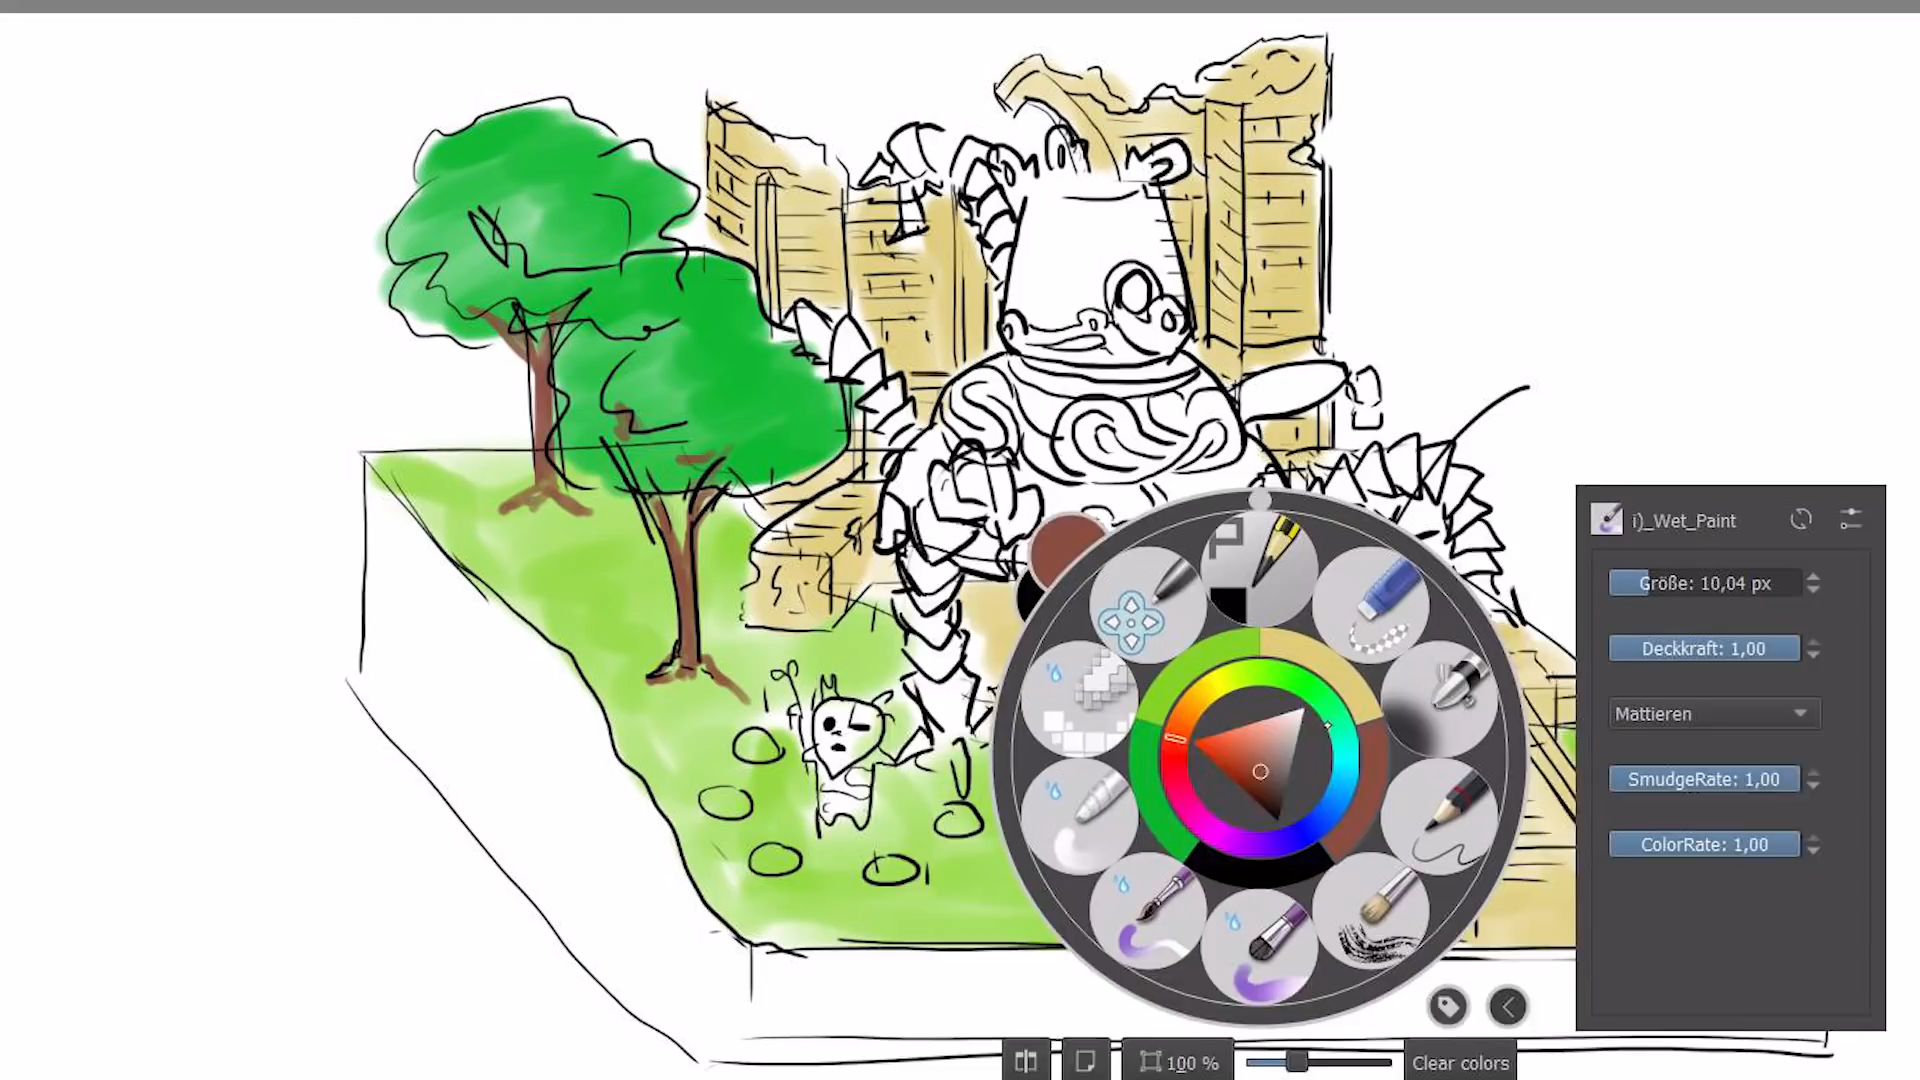 i)_Wet_Paint
Größe: 10,04 px
Deckkraft: 1,00
Mattieren
SmudgeRate: 1,00
ColorRate: 1,00
100 %
Clear colors